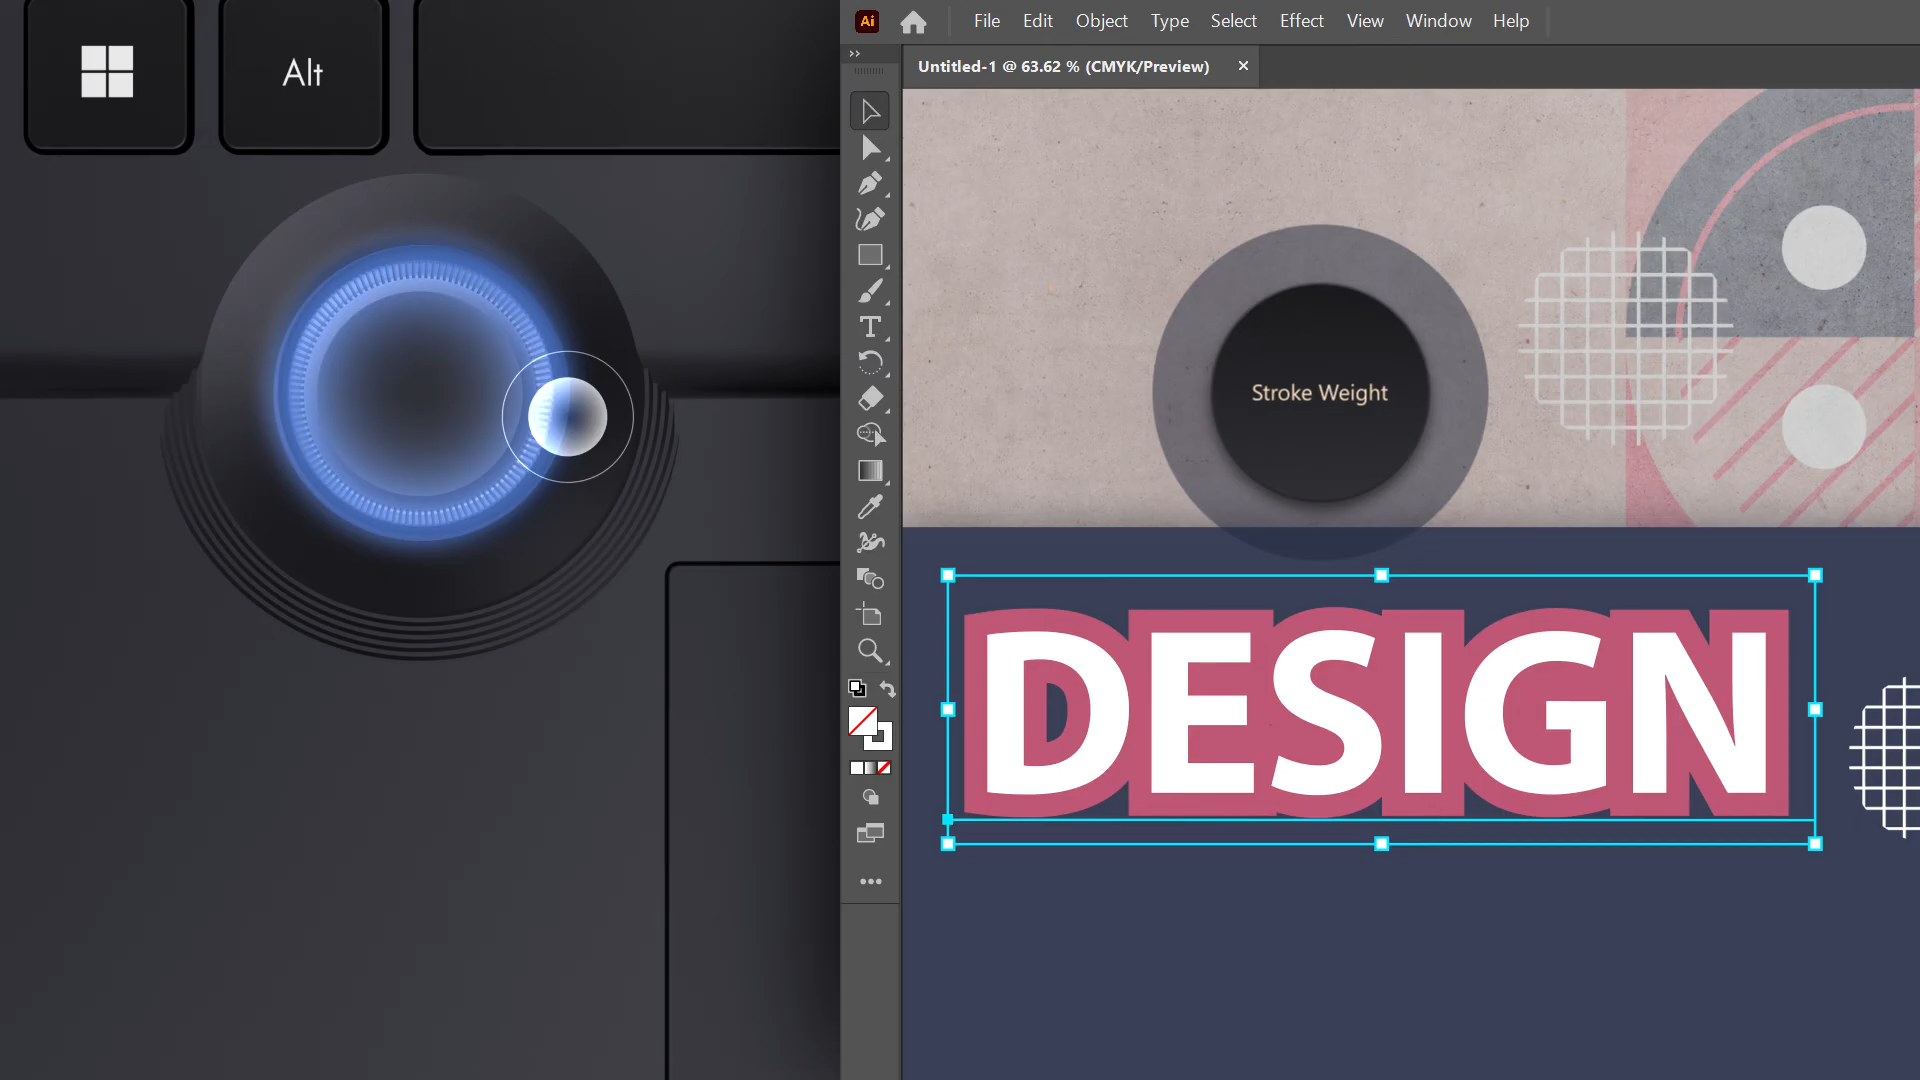 Alt
Ai File Edit Object Type Select Effect View Window Help
Untitled-1 @ 63.62 % (CMYK/Preview) ×
T
Stroke Weight
DESIGN